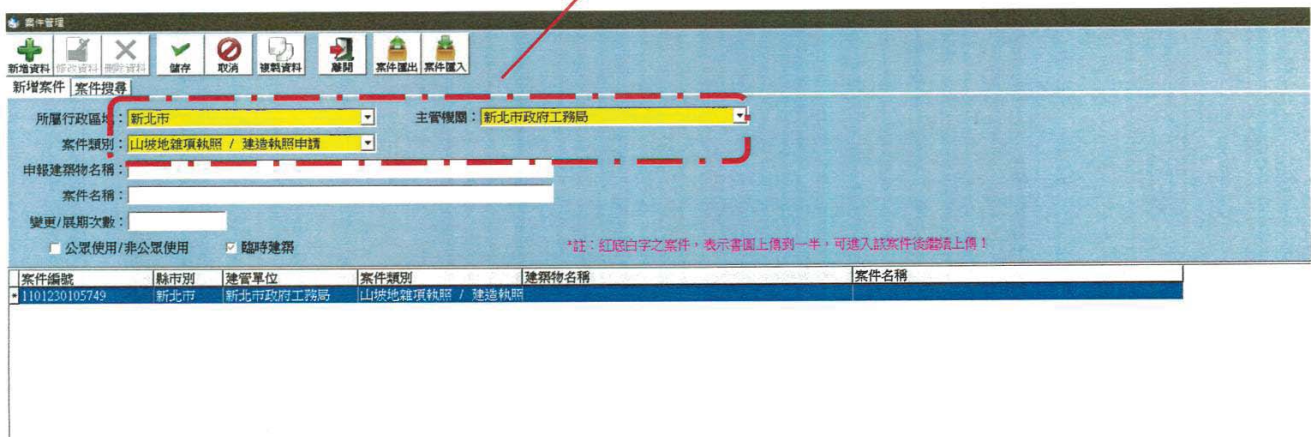 案件管理
新增資料 修改資料 刪除資料 儲存 取消 複製資料 離開 案件匯出 案件匯入
新增案件 案件搜尋
所屬行政區域：新北市 主管機關：新北市政府工務局
案件類別：山坡地雜項執照 / 建造執照申請
申報建築物名稱：
案件名稱：
變更/展期次數：
公眾使用/非公眾使用 臨時建築 *註：紅底白字之案件，表示書圖上傳到一半，可進入該案件後繼續上傳！
案件編號 縣市別 建管單位 案件類別 建築物名稱 案件名稱
1101230105749 新北市 新北市政府工務局 山坡地雜項執照 / 建造執照